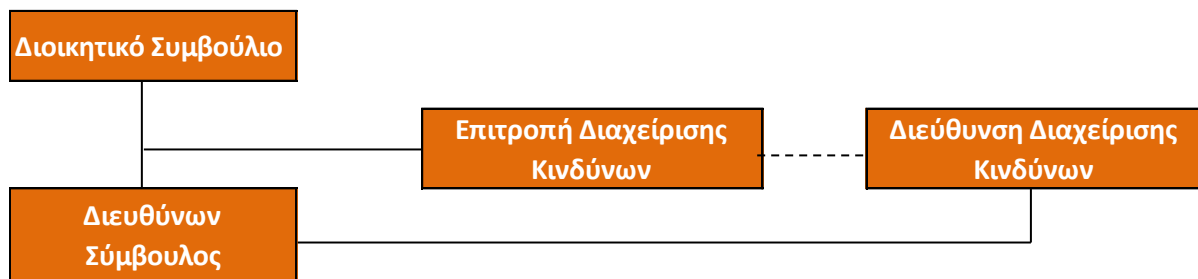 Διοικητικό Συμβούλιο
Επιτροπή Διαχείρισης
Κινδύνων
Διεύθυνση Διαχείρισης
Κινδύνων
Διευθύνων
Σύμβουλος